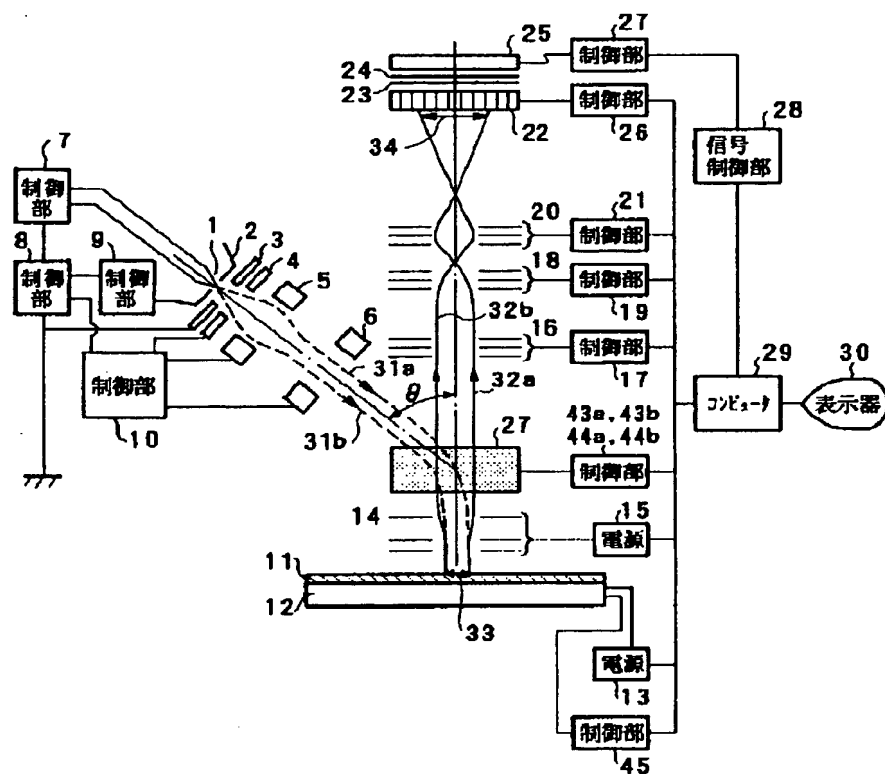 25
27
制御部
24
23
22
制御部
26
34
28
信号
制御部
7
制御部
1
2
3
4
5
8
制御部
9
制御部
20
21
制御部
18
制御部
19
6
32b
16
制御部
17
31a
θ
32a
29
コンピュータ
30
表示器
制御部
10
31b
27
43a,43b
44a,44b
制御部
14
15
電源
11
12
33
電源
13
制御部
45